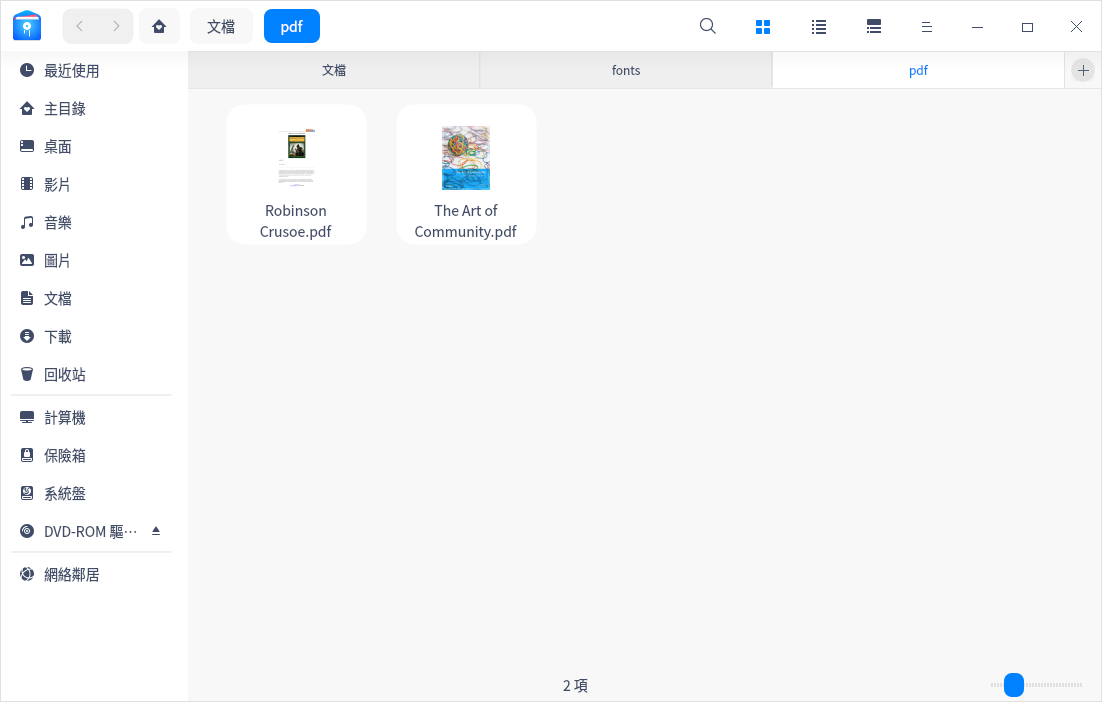 文檔
pdf
最近使用
主目錄
桌面
影片
音樂
圖片
文檔
下載
回收站
計算機
保險箱
系統盤
DVD-ROM 驅…
網絡鄰居
文檔
fonts
pdf
Robinson
Crusoe.pdf
The Art of
Community.pdf
2 項